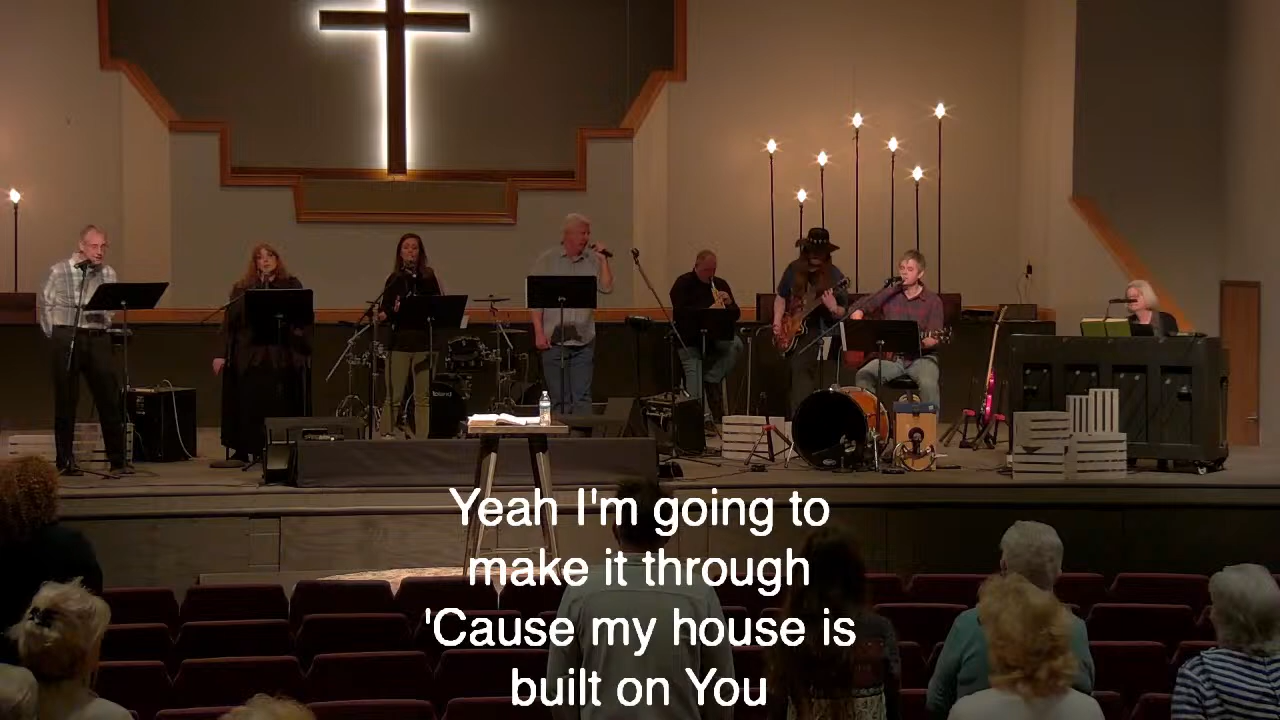 Yeah I'm going to
make it through
'Cause my house is
built on You